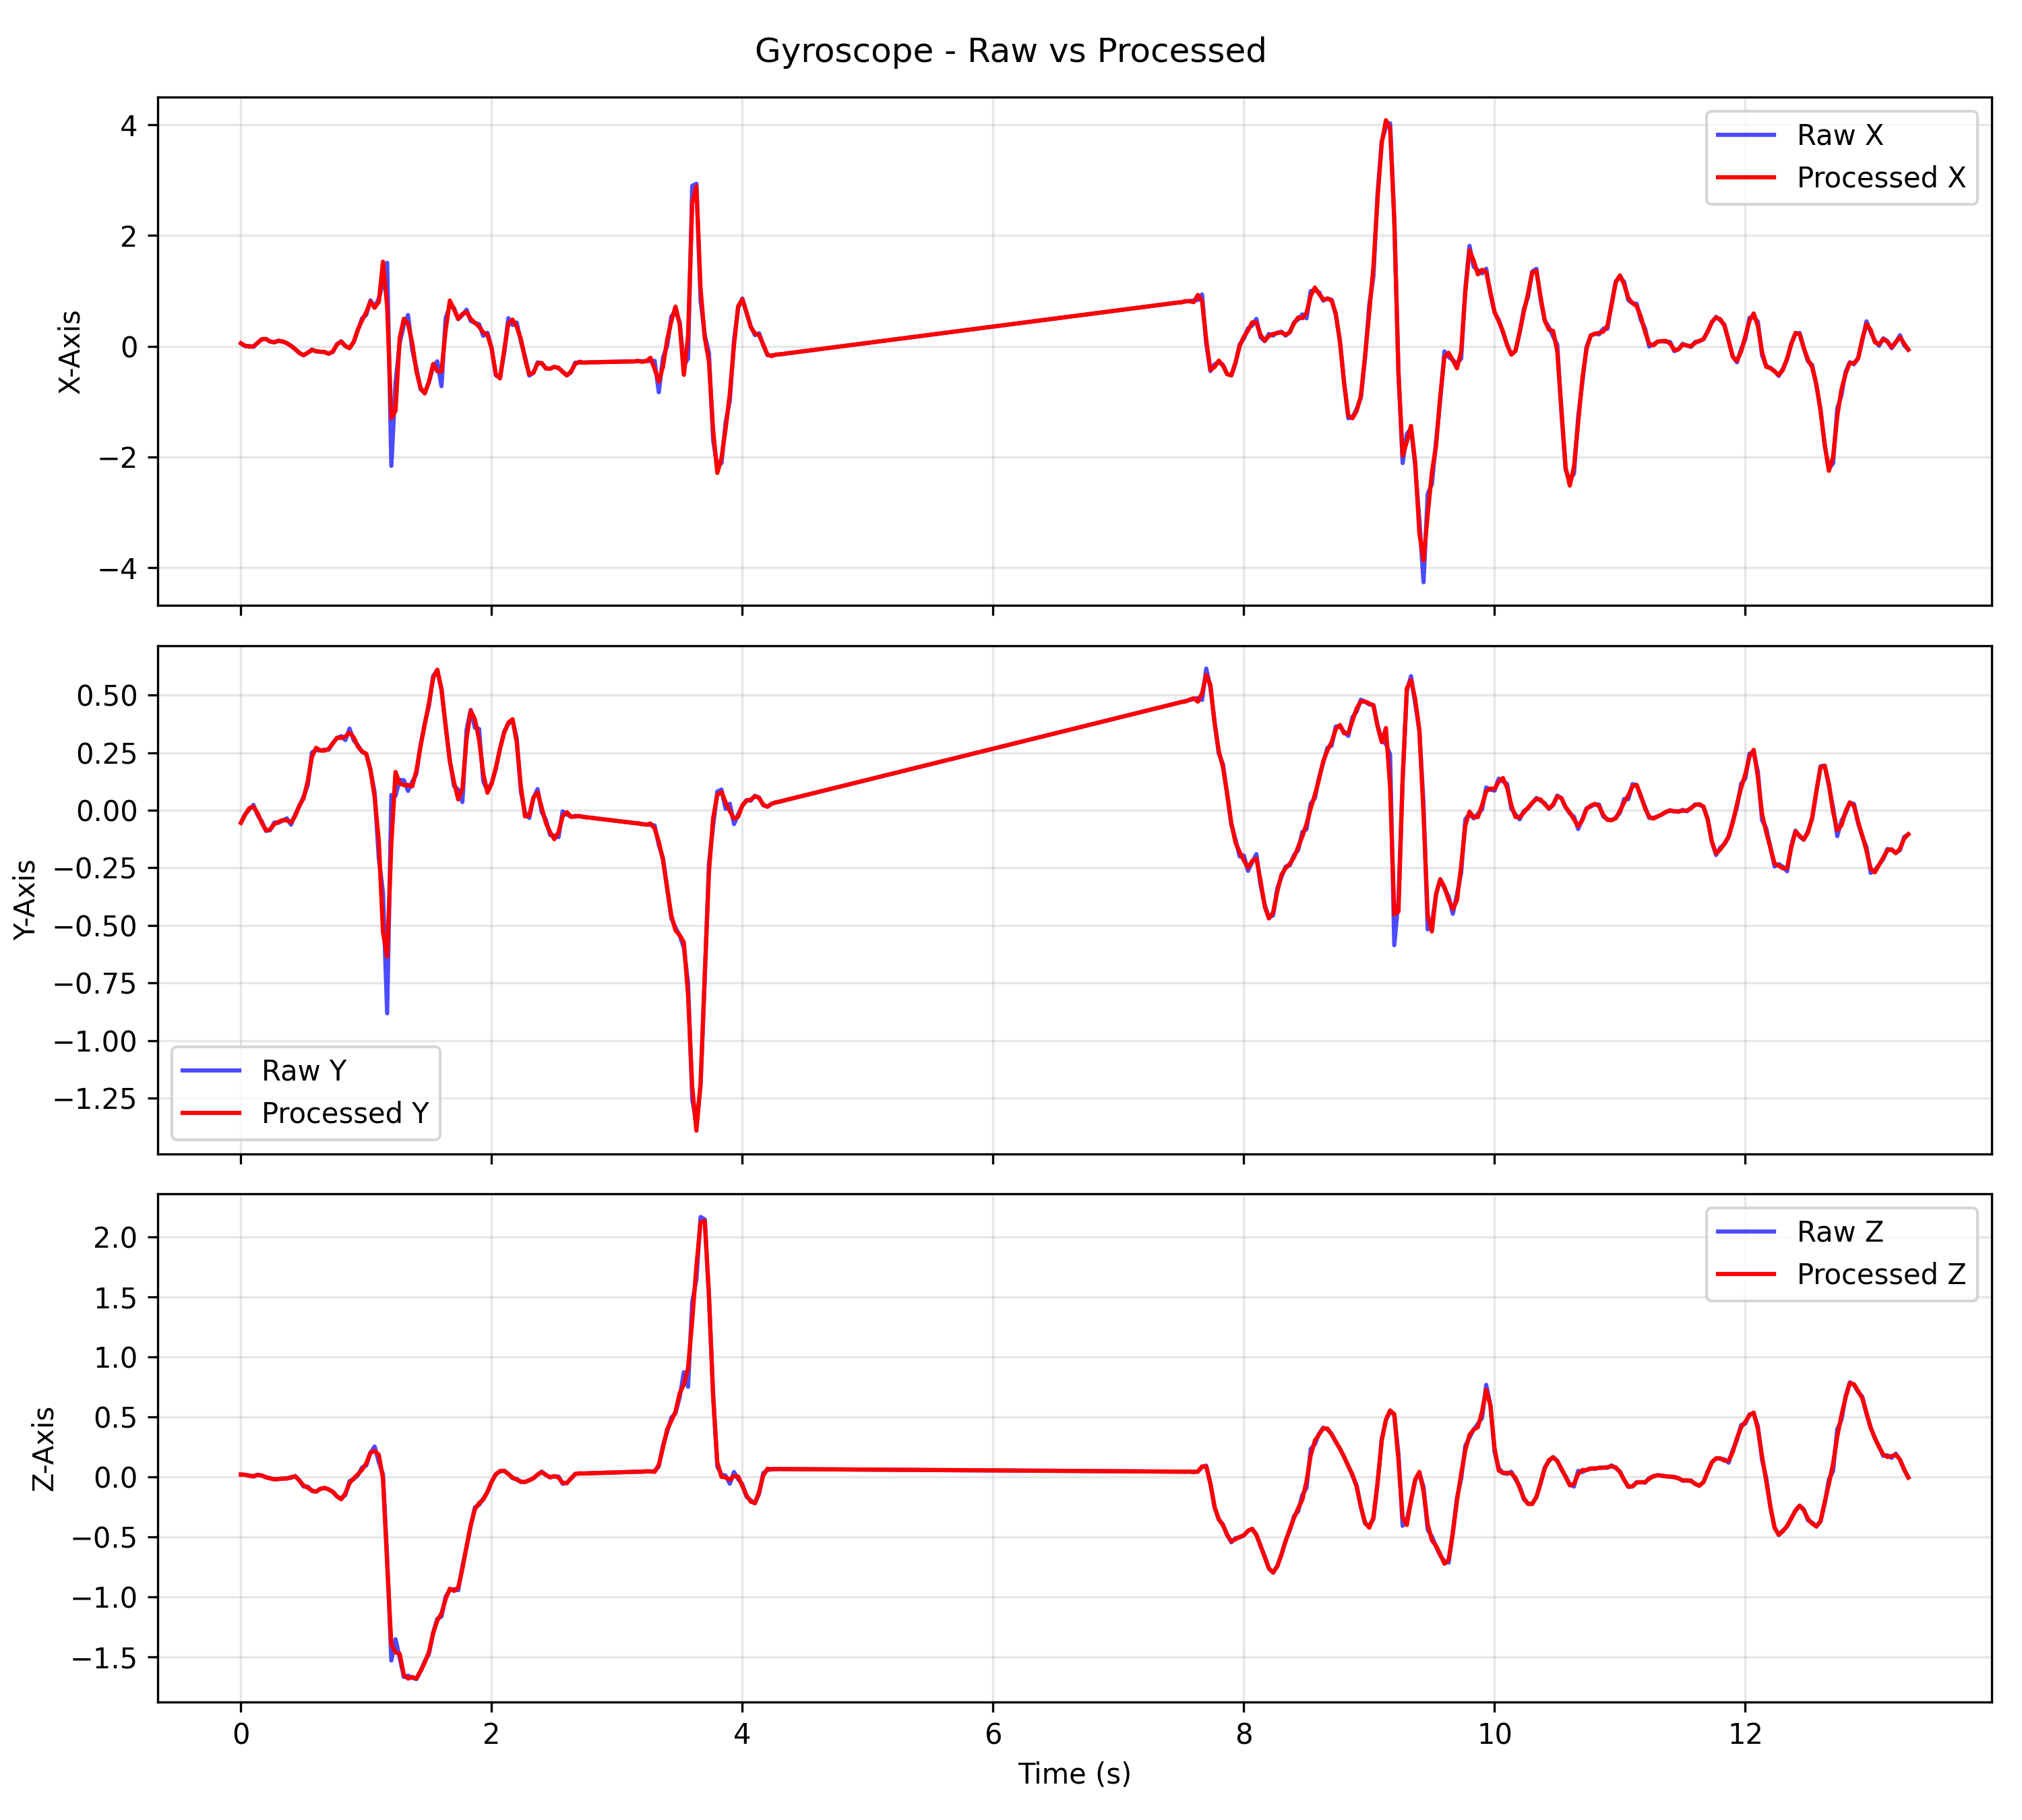 Gyroscope - Raw vs Processed
4
2
0
−2
−4
X-Axis
Raw X
Processed X
0.50
0.25
0.00
−0.25
−0.50
−0.75
−1.00
−1.25
Y-Axis
Raw Y
Processed Y
2.0
1.5
1.0
0.5
0.0
−0.5
−1.0
−1.5
Z-Axis
Raw Z
Processed Z
0 2 4 6 8 10 12
Time (s)